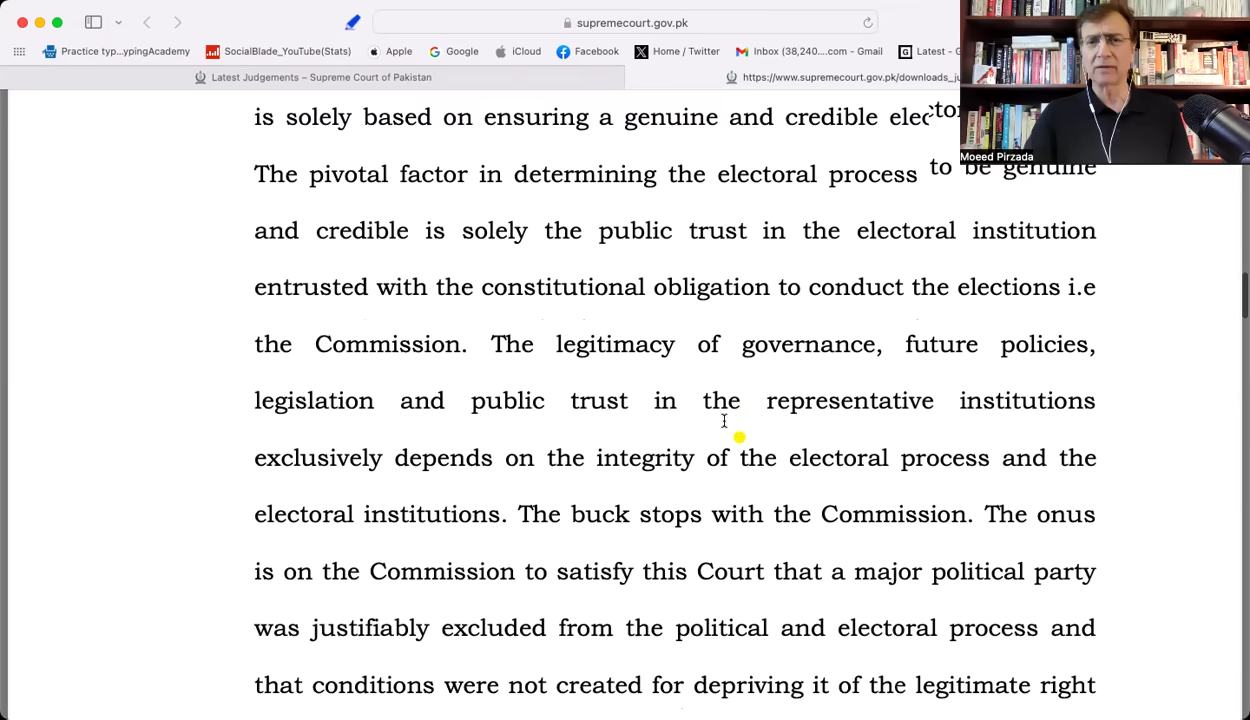 supremecourt.gov.pk
Practice typ...ypingAcademy
SocialBlade_YouTube(Stats)
Apple
Google
iCloud
Facebook
Home / Twitter
Inbox (38,240....com - Gmail
Latest -
Latest Judgements – Supreme Court of Pakistan
https://www.supremecourt.gov.pk/downloads_ju
Moeed Pirzada
is solely based on ensuring a genuine and credible elec
The pivotal factor in determining the electoral process to be genuine
and credible is solely the public trust in the electoral institution
entrusted with the constitutional obligation to conduct the elections i.e
the Commission. The legitimacy of governance, future policies,
legislation and public trust in the representative institutions
exclusively depends on the integrity of the electoral process and the
electoral institutions. The buck stops with the Commission. The onus
is on the Commission to satisfy this Court that a major political party
was justifiably excluded from the political and electoral process and
that conditions were not created for depriving it of the legitimate right